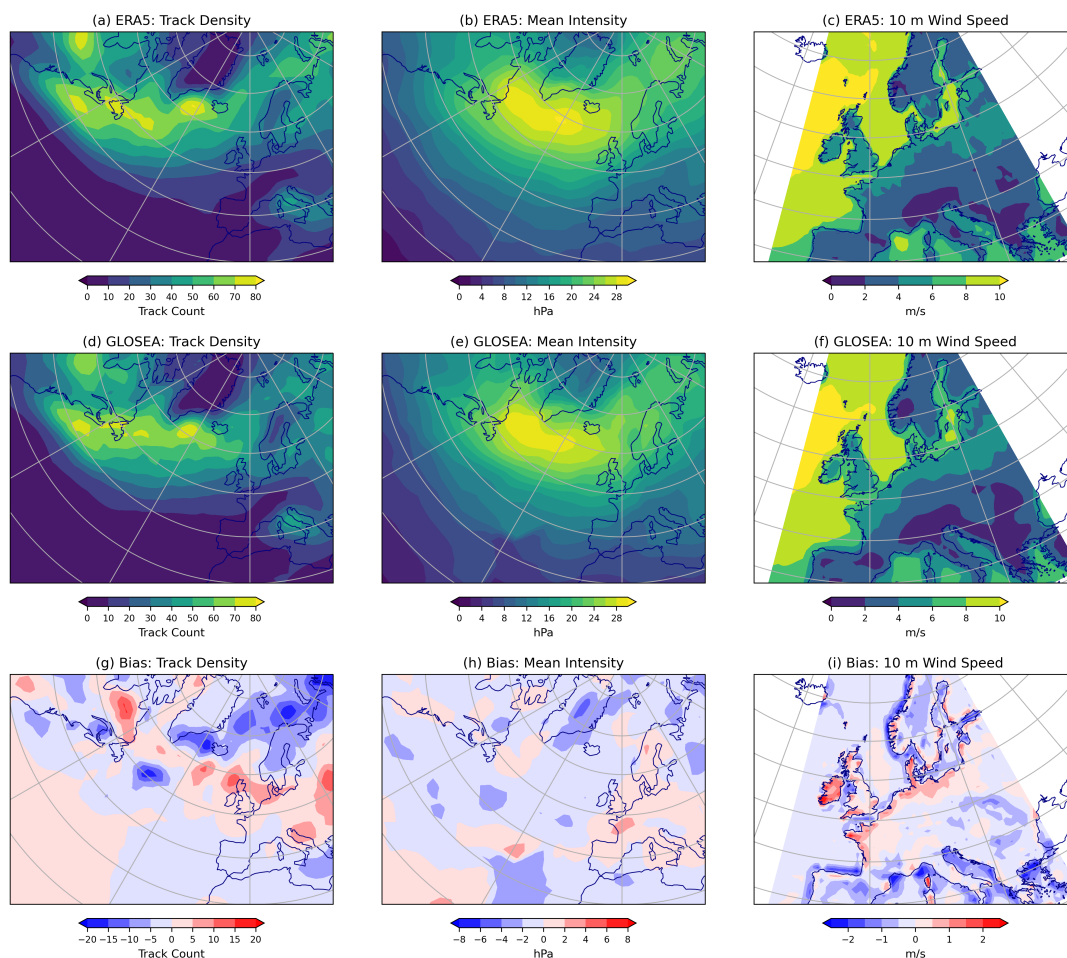 (a) ERA5: Track Density
(b) ERA5: Mean Intensity
(c) ERA5: 10 m Wind Speed
0 10 20 30 40 50 60 70 80
Track Count
0 4 8 12 16 20 24 28
hPa
0 2 4 6 8 10
m/s
(d) GLOSEA: Track Density
(e) GLOSEA: Mean Intensity
(f) GLOSEA: 10 m Wind Speed
0 10 20 30 40 50 60 70 80
Track Count
0 4 8 12 16 20 24 28
hPa
0 2 4 6 8 10
m/s
(g) Bias: Track Density
(h) Bias: Mean Intensity
(i) Bias: 10 m Wind Speed
−20 −15 −10 −5 0 5 10 15 20
Track Count
−8 −6 −4 −2 0 2 4 6 8
hPa
−2 −1 0 1 2
m/s